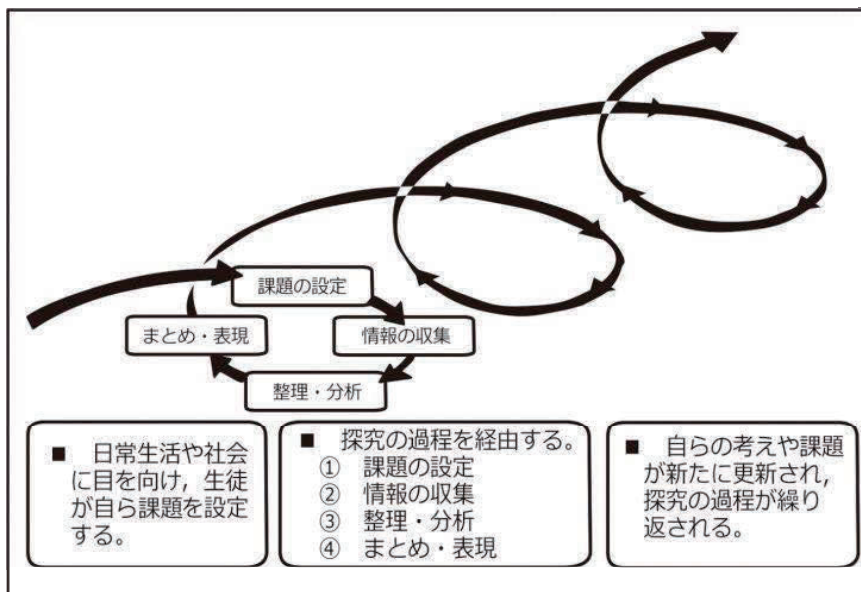 課題の設定
まとめ・表現
情報の収集
整理・分析
■ 日常生活や社会
に目を向け，生徒
が自ら課題を設定
する。
■ 探究の過程を経由する。
① 課題の設定
② 情報の収集
③ 整理・分析
④ まとめ・表現
■ 自らの考えや課題
が新たに更新され，
探究の過程が繰り
返される。